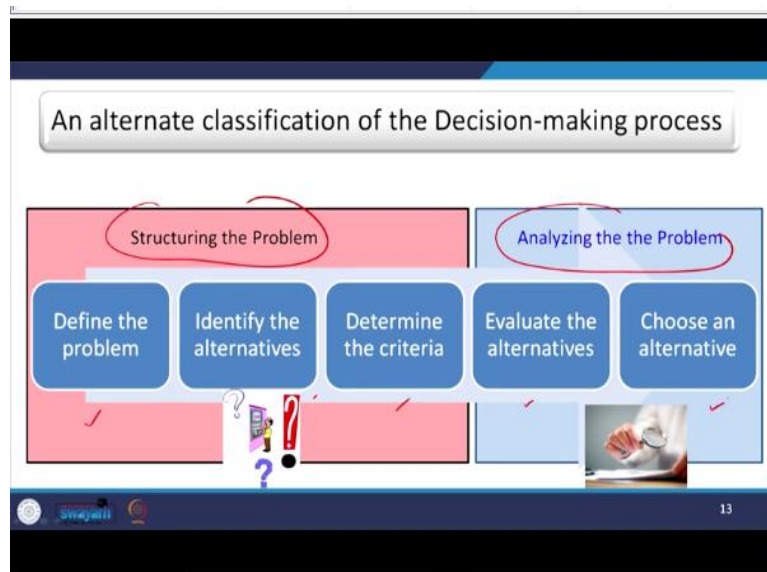 An alternate classification of the Decision-making process
Structuring the Problem
Analyzing the the Problem
Define the
problem
Identify the
alternatives
Determine
the criteria
Evaluate the
alternatives
Choose an
alternative
? ! ?
swayam
13